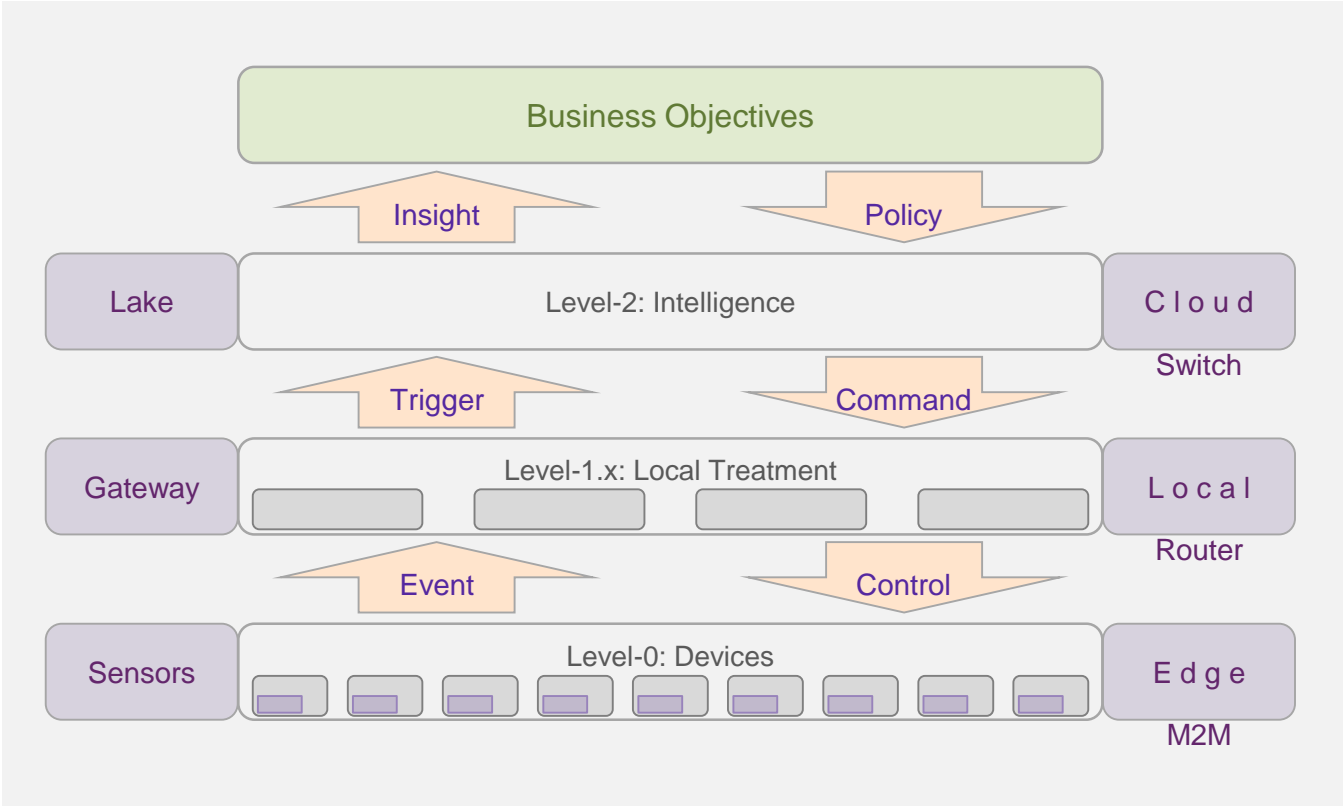 Business Objectives
Insight
Policy
Lake
Level-2: Intelligence
C l o u d
Switch
Trigger
Command
Gateway
Level-1.x: Local Treatment
L o c a l
Router
Event
Control
Sensors
Level-0: Devices
E d g e
M2M